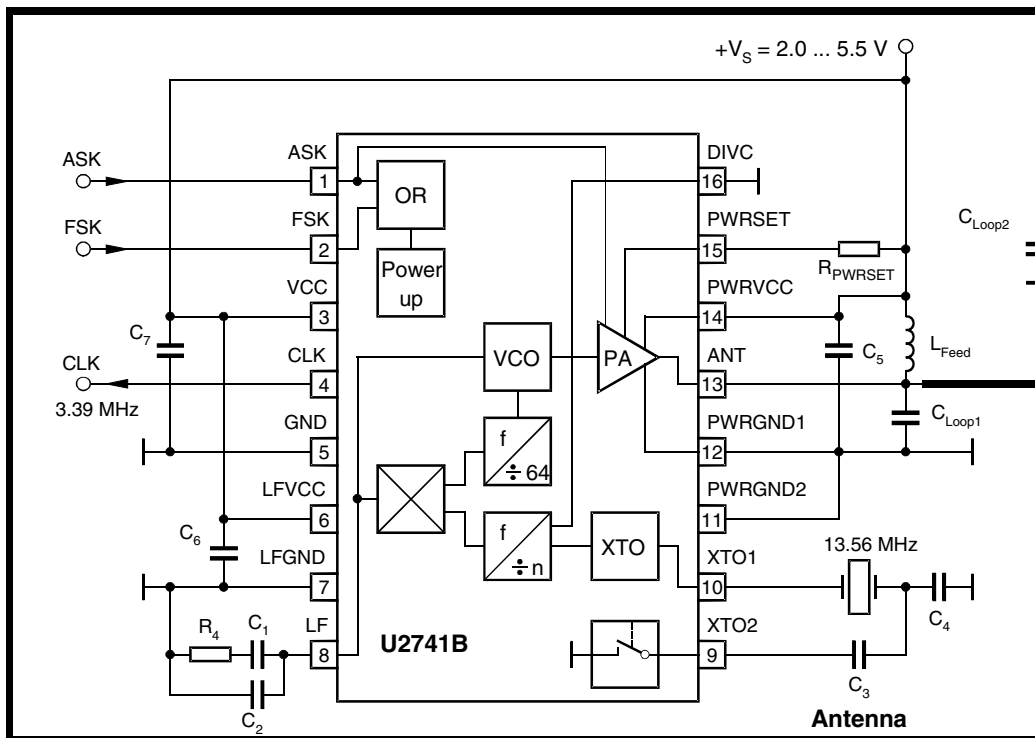 +VS = 2.0 ... 5.5 V
ASK
FSK
CLK
3.39 MHz
C7
C6
R4
C1
C2
ASK
1
FSK
2
VCC
3
CLK
4
GND
5
LFVCC
6
LFGND
7
LF
8
OR
Power
up
VCO
PA
f
÷ 64
f
÷ n
XTO
U2741B
DIVC
16
PWRSET
15
PWRVCC
14
ANT
13
PWRGND1
12
PWRGND2
11
XTO1
10
XTO2
9
RPWRSET
CLoop2
C5
LFeed
CLoop1
13.56 MHz
C4
C3
Antenna